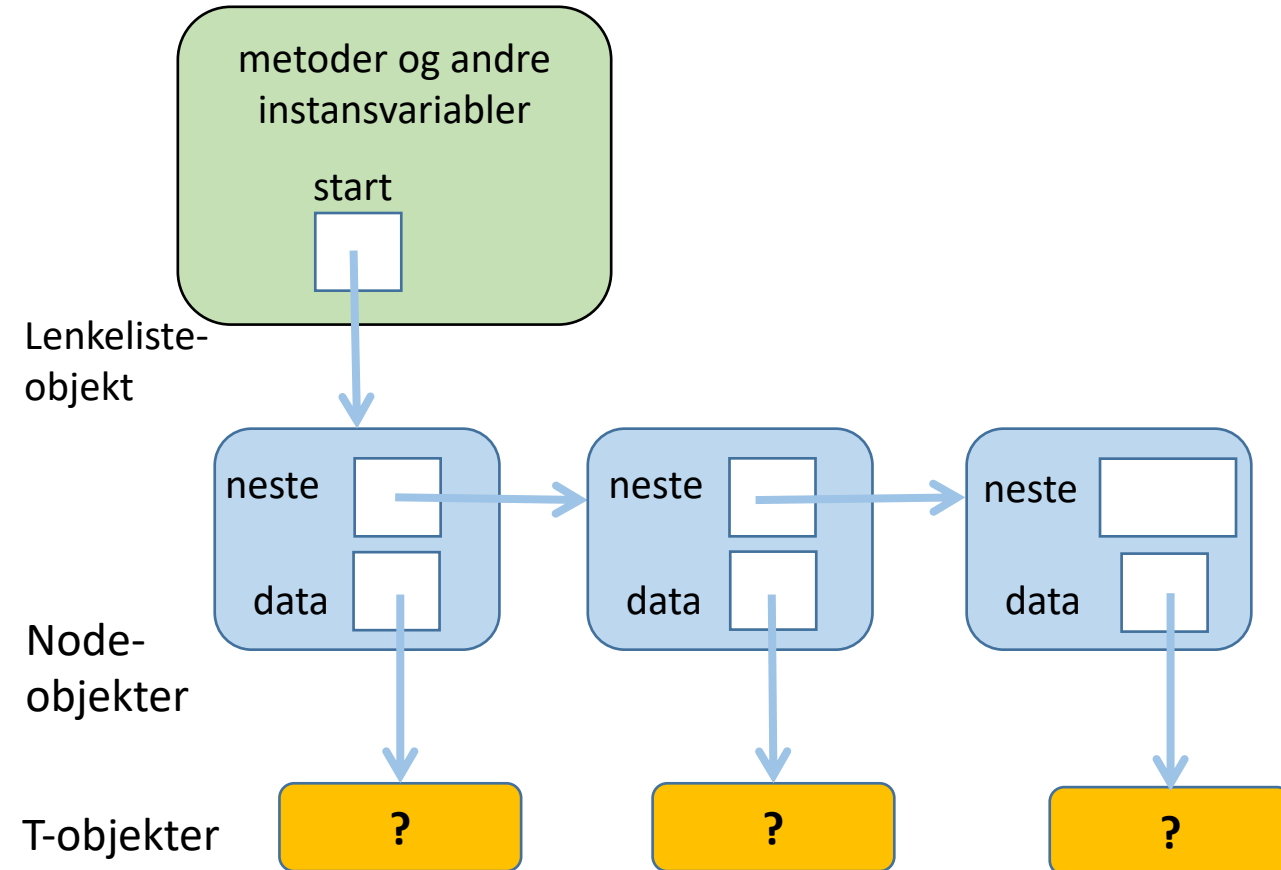 metoder og andre
instansvariabler
start
Lenkeliste-
objekt
neste
neste
neste
data
data
data
Node-
objekter
T-objekter
?
?
?